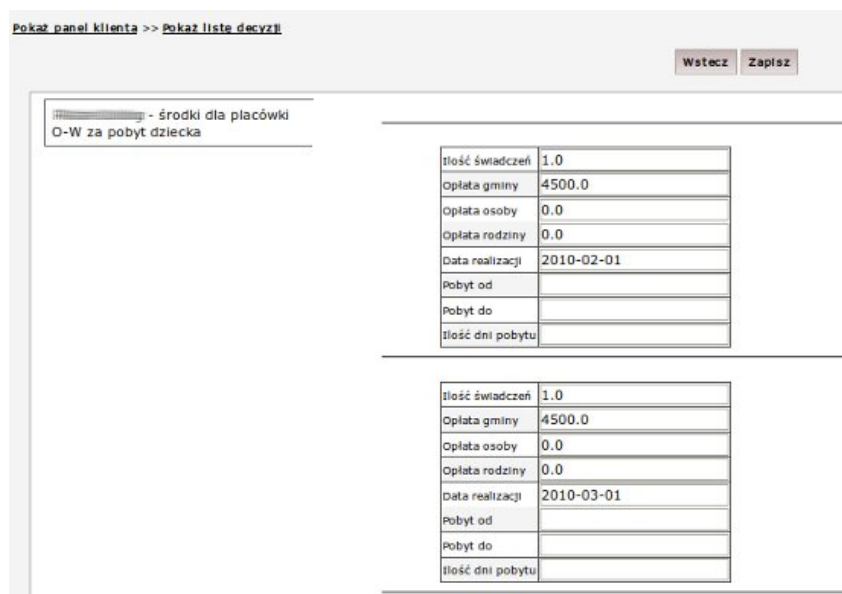 Pokaż panel klienta >> Pokaż listę decyzji
Wstecz Zapisz
- środki dla placówki
O-W za pobyt dziecka
Ilość świadczeń 1.0
Opłata gminy 4500.0
Opłata osoby 0.0
Opłata rodziny 0.0
Data realizacji 2010-02-01
Pobyt od
Pobyt do
Ilość dni pobytu
Ilość świadczeń 1.0
Opłata gminy 4500.0
Opłata osoby 0.0
Opłata rodziny 0.0
Data realizacji 2010-03-01
Pobyt od
Pobyt do
Ilość dni pobytu